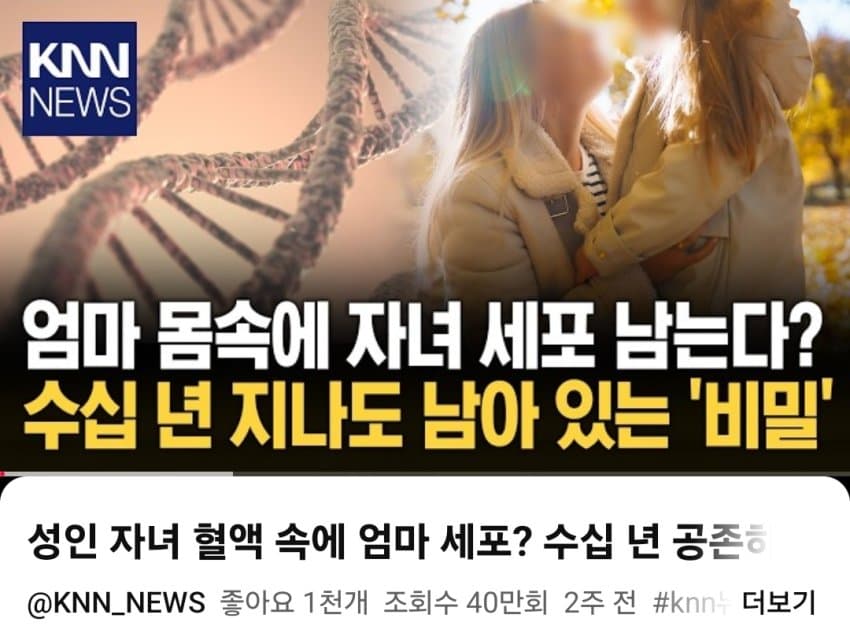 KNN
NEWS
엄마 몸속에 자녀 세포 남는다?
수십 년 지나도 남아 있는 '비밀'
성인 자녀 혈액 속에 엄마 세포? 수십 년 공존
@KNN_NEWS 좋아요 1천개 조회수 40만회 2주 전 #knn 더보기